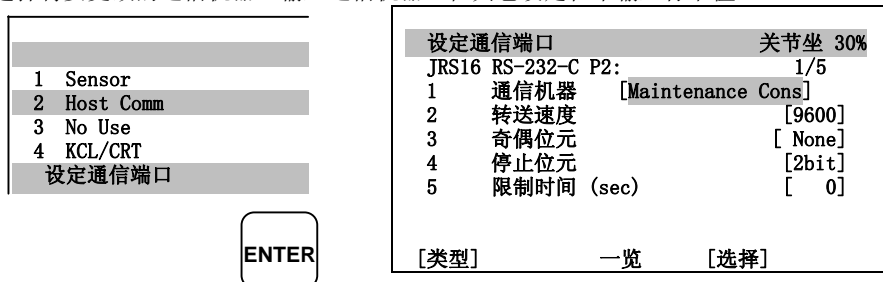 1 Sensor
2 Host Comm
3 No Use
4 KCL/CRT
设定通信端口
ENTER
设定通信端口 关节坐 30%
JRS16 RS-232-C P2: 1/5
1 通信机器 [Maintenance Cons]
2 转送速度 [9600]
3 奇偶位元 [ None]
4 停止位元 [2bit]
5 限制时间 (sec) [ 0]
[类型] 一览 [选择]